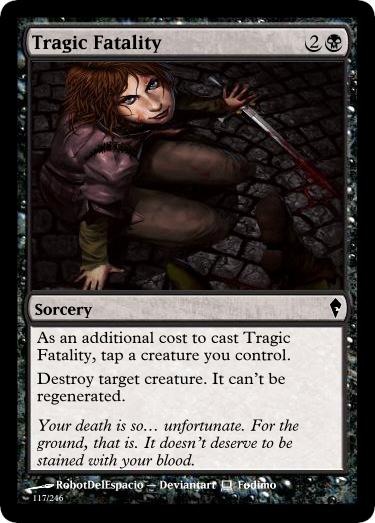 Tragic Fatality 2
Sorcery
As an additional cost to cast Tragic
Fatality, tap a creature you control.
Destroy target creature. It can't be
regenerated.
Your death is so... unfortunate. For the
ground, that is. It doesn't deserve to be
stained with your blood.
RobotDelEspacio — Deviantart □ Fodimo
117/246